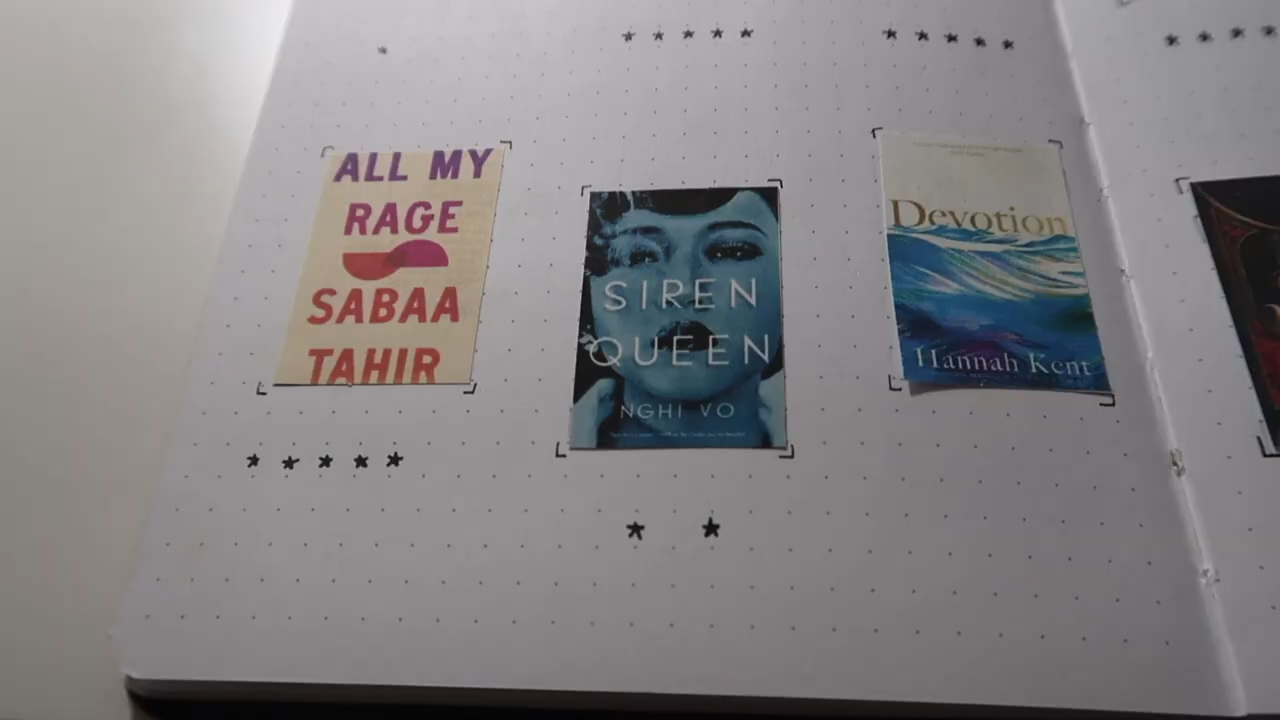 ALL MY
RAGE
SABAA
TAHIR
SIREN
QUEEN
NGHI VO
Devotion
Hannah Kent